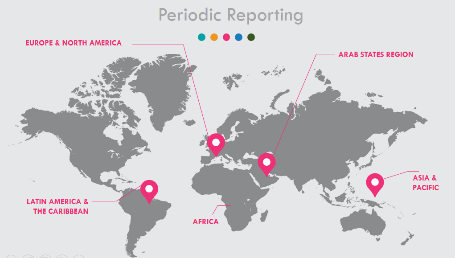 Periodic Reporting
EUROPE & NORTH AMERICA
ARAB STATES REGION
LATIN AMERICA &
THE CARIBBEAN
AFRICA
ASIA &
PACIFIC